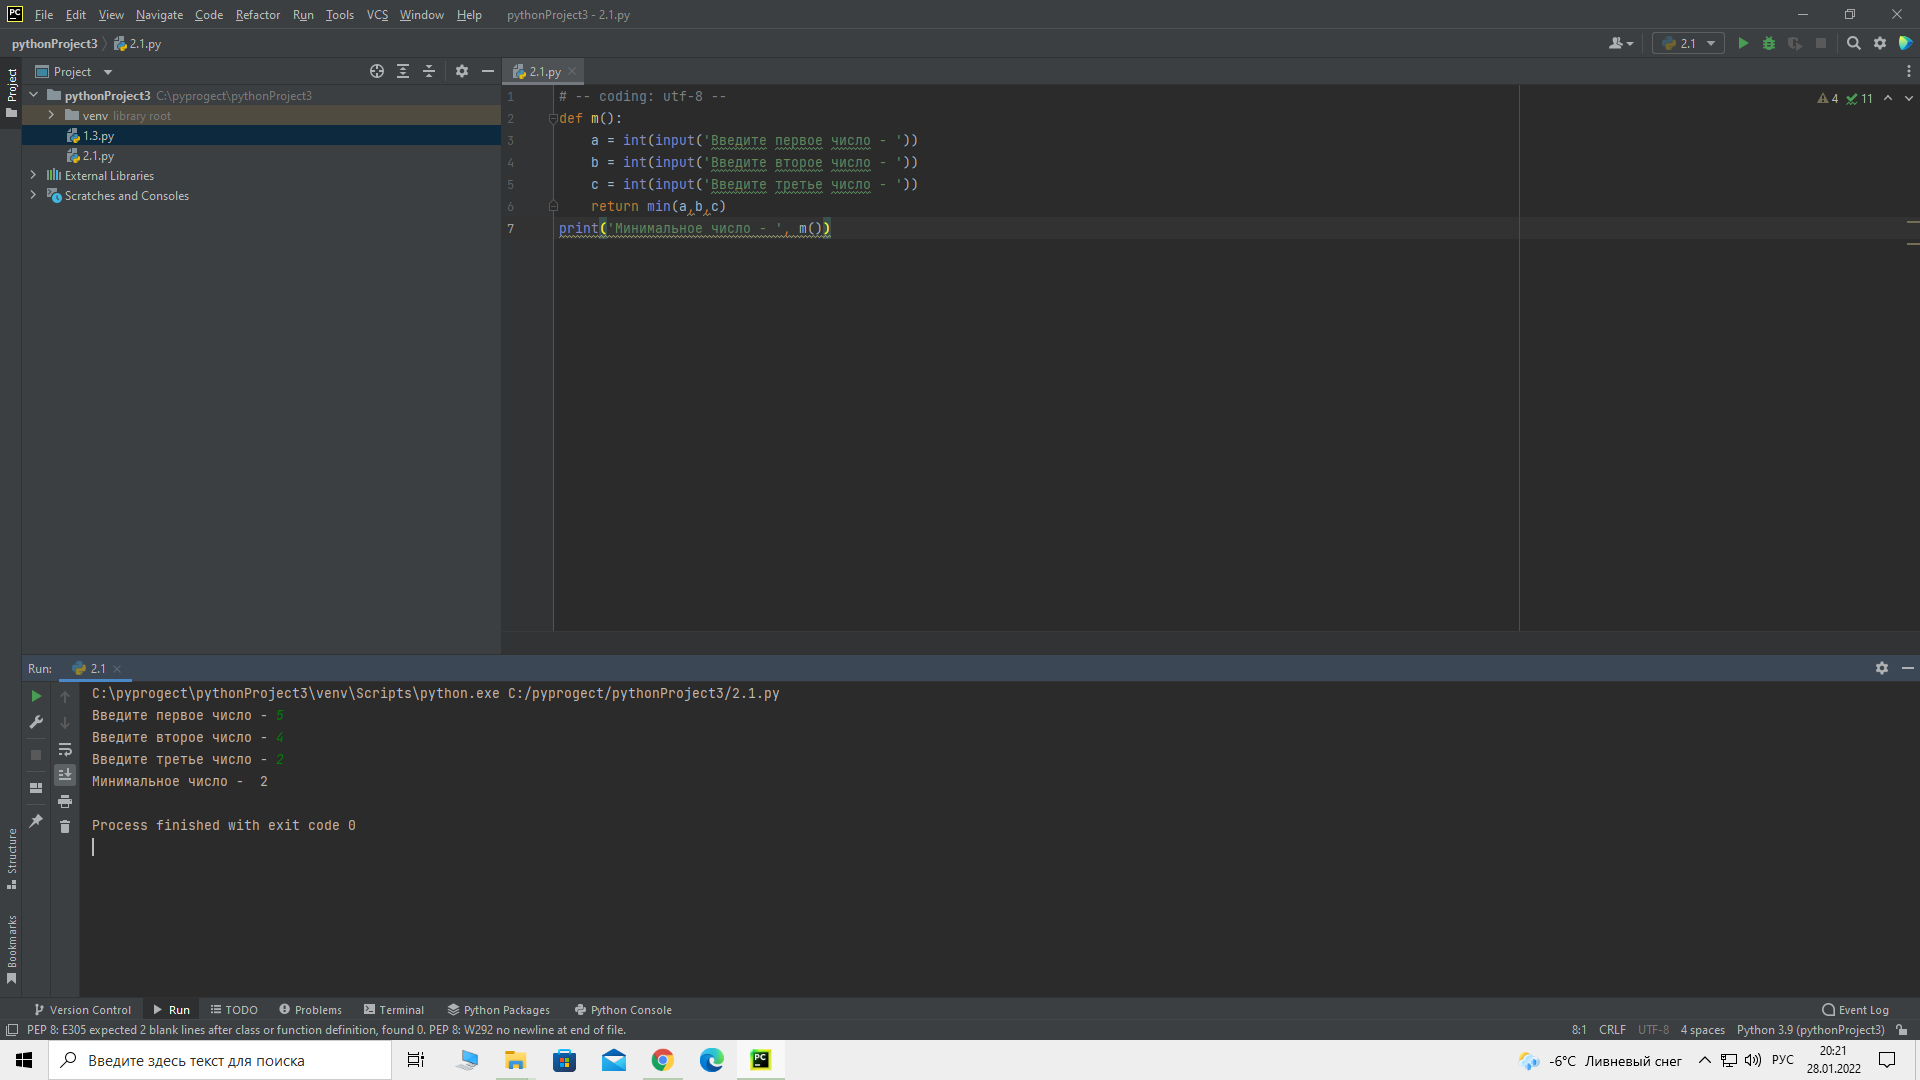 PC File Edit View Navigate Code Refactor Run Tools VCS Window Help pythonProject3 - 2.1.py
pythonProject3 2.1.py 2.1
Project 2.1.py
Project
pythonProject3 C:\pyprogect\pythonProject3
venv library root
1.3.py
2.1.py
External Libraries
Scratches and Consoles
4 11
1 # -- coding: utf-8 --
2 def m():
3 a = int(input('Введите первое число - '))
4 b = int(input('Введите второе число - '))
5 c = int(input('Введите третье число - '))
6 return min(a,b,c)
7 print('Минимальное число - ', m())
Run: 2.1
C:\pyprogect\pythonProject3\venv\Scripts\python.exe C:/pyprogect/pythonProject3/2.1.py
Введите первое число - 5
Введите второе число - 4
Введите третье число - 2
Минимальное число -  2
Process finished with exit code 0
Structure
Bookmarks
Version Control Run TODO Problems Terminal Python Packages Python Console Event Log
PEP 8: E305 expected 2 blank lines after class or function definition, found 0. PEP 8: W292 no newline at end of file. 8:1 CRLF UTF-8 4 spaces Python 3.9 (pythonProject3)
Введите здесь текст для поиска PC -6°C Ливневый снег РУС 20:21
28.01.2022